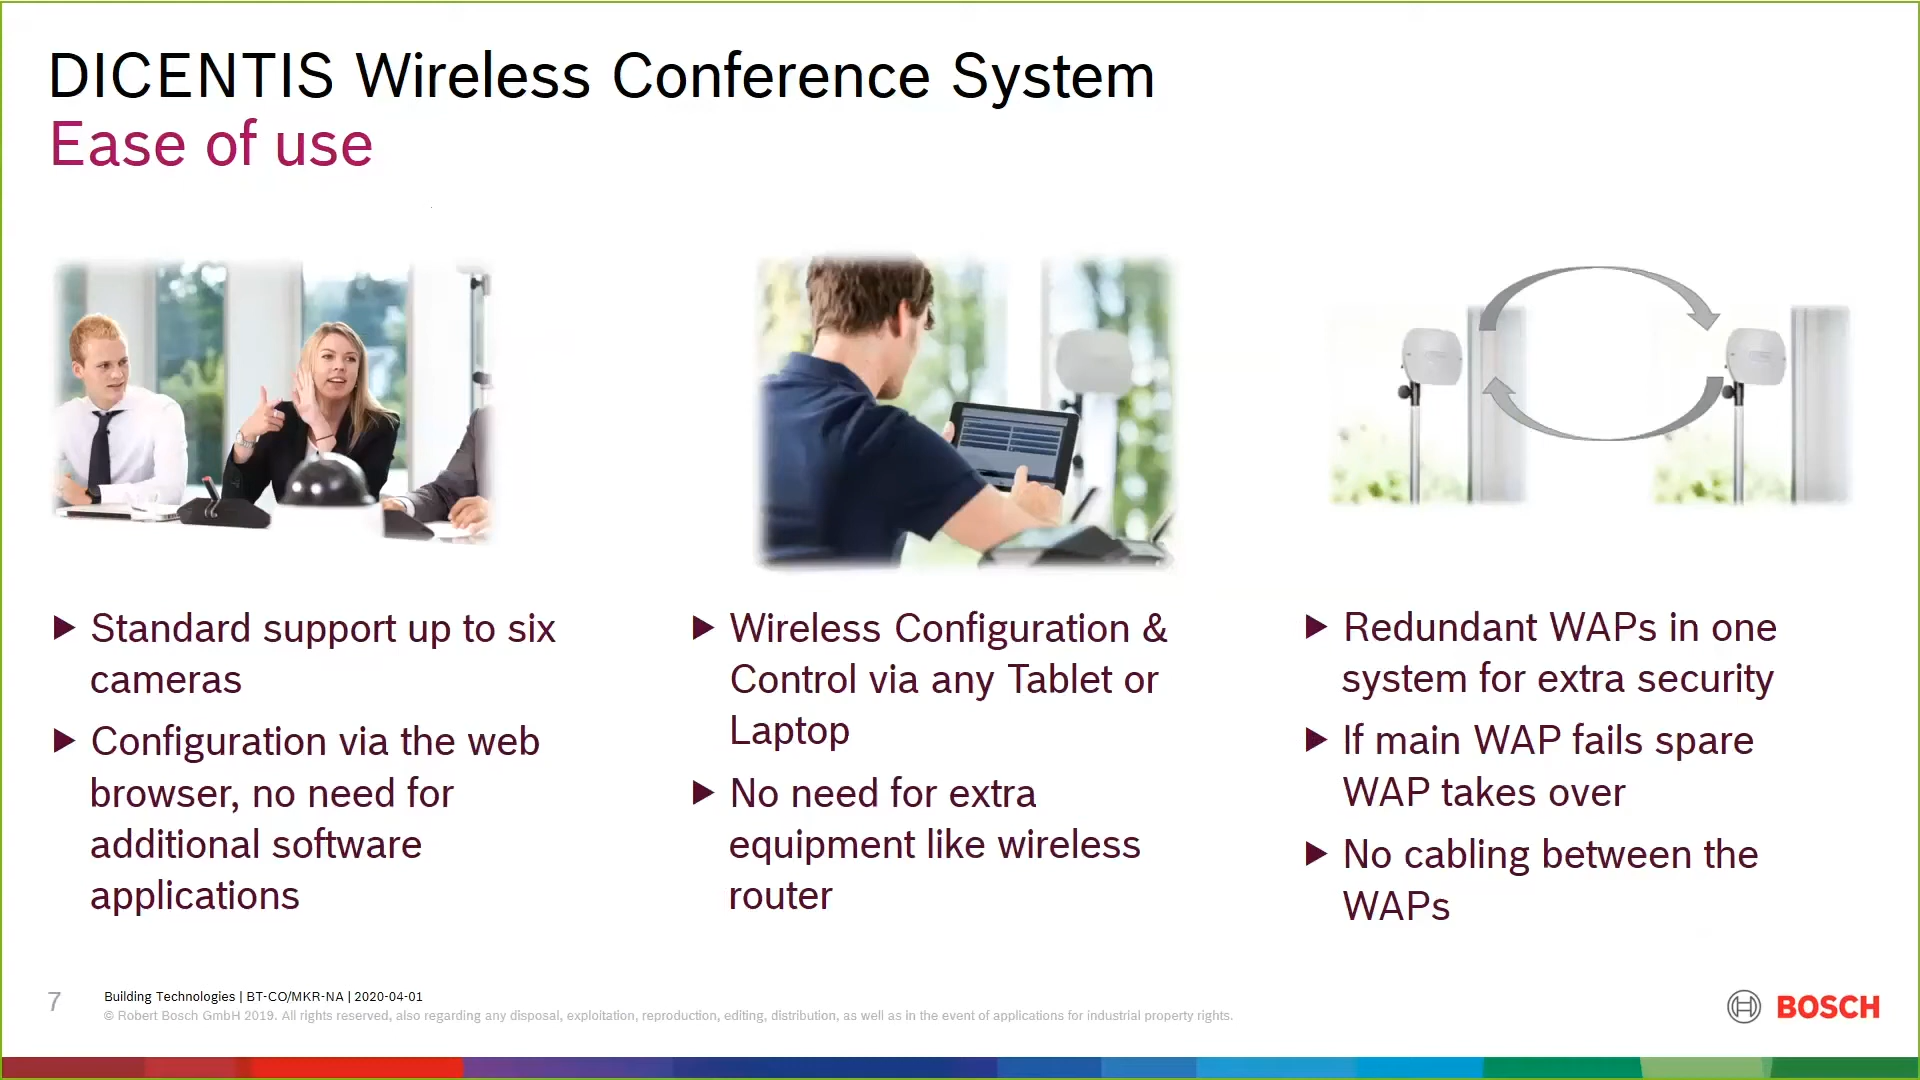 DICENTIS Wireless Conference System
Ease of use
▶ Standard support up to six
cameras
▶ Configuration via the web
browser, no need for
additional software
applications
▶ Wireless Configuration &
Control via any Tablet or
Laptop
▶ No need for extra
equipment like wireless
router
▶ Redundant WAPs in one
system for extra security
▶ If main WAP fails spare
WAP takes over
▶ No cabling between the
WAPs
7
Building Technologies | BT-CO/MKR-NA | 2020-04-01
© Robert Bosch GmbH 2019. All rights reserved, also regarding any disposal, exploitation, reproduction, editing, distribution, as well as in the event of applications for industrial property rights.
BOSCH